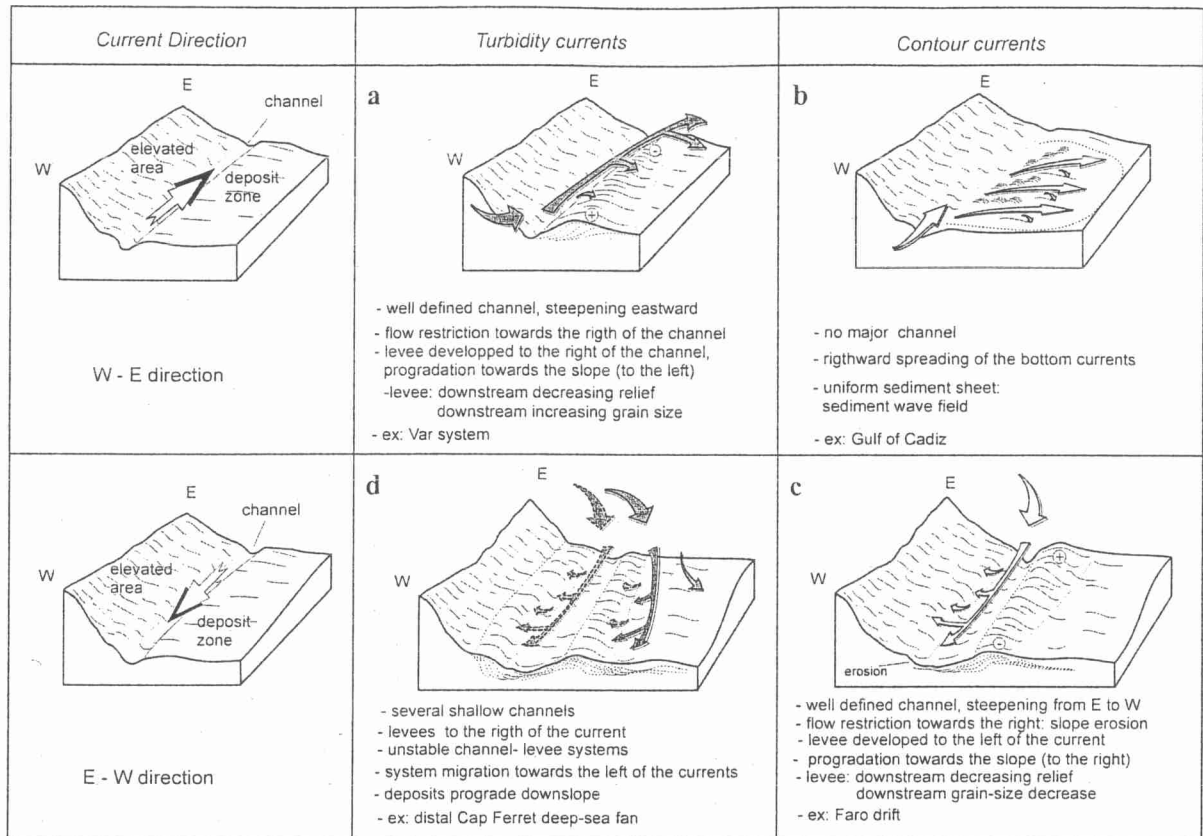 Current Direction
Turbidity currents
Contour currents
E
channel
W
elevated
area
deposit
zone
W - E direction
a
E
W
-
+
- well defined channel, steepening eastward
- flow restriction towards the rigth of the channel
- levee developped to the right of the channel,
progradation towards the slope (to the left)
-levee: downstream decreasing relief
downstream increasing grain size
- ex: Var system
b
E
W
- no major channel
- rigthward spreading of the bottom currents
- uniform sediment sheet:
sediment wave field
- ex: Gulf of Cadiz
E
channel
W
elevated
area
deposit
zone
E - W direction
d
E
W
- several shallow channels
- levees to the rigth of the current
- unstable channel- levee systems
- system migration towards the left of the currents
- deposits prograde downslope
- ex: distal Cap Ferret deep-sea fan
c
E
W
+
-
erosion
- well defined channel, steepening from E to W
- flow restriction towards the right: slope erosion
- levee developed to the left of the current
- progradation towards the slope (to the right)
- levee: downstream decreasing relief
downstream grain-size decrease
- ex: Faro drift